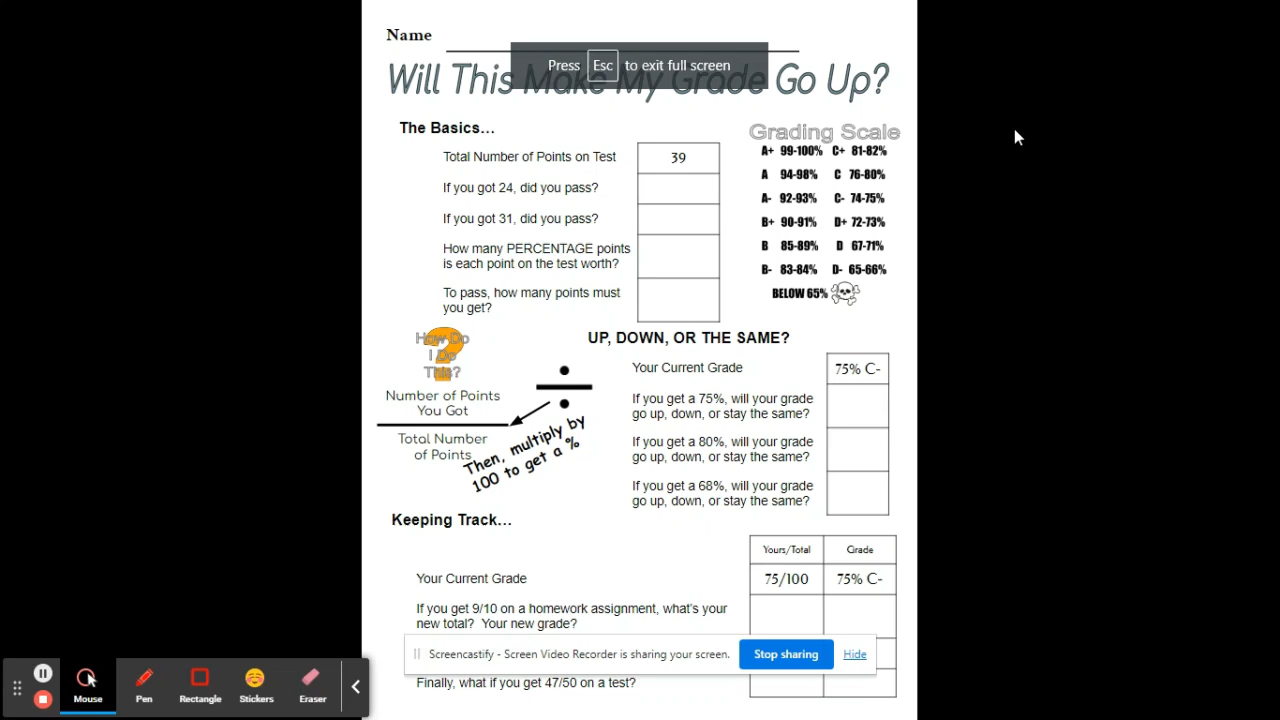 Name
Press Esc to exit full screen
Will This Make My Grade Go Up?
The Basics...
Total Number of Points on Test 39
If you got 24, did you pass?
If you got 31, did you pass?
How many PERCENTAGE points
is each point on the test worth?
To pass, how many points must
you get?
Grading Scale
A+ 99-100% C+ 81-82%
A 94-98% C 76-80%
A- 92-93% C- 74-75%
B+ 90-91% D+ 72-73%
B 85-89% D 67-71%
B- 83-84% D- 65-66%
BELOW 65%
How Do
I Do
This?
Number of Points
You Got
Total Number
of Points
Then, multiply by
100 to get a %
UP, DOWN, OR THE SAME?
Your Current Grade 75% C-
If you get a 75%, will your grade
go up, down, or stay the same?
If you get a 80%, will your grade
go up, down, or stay the same?
If you get a 68%, will your grade
go up, down, or stay the same?
Keeping Track...
Yours/Total Grade
Your Current Grade 75/100 75% C-
If you get 9/10 on a homework assignment, what's your
new total? Your new grade?
Screencastify - Screen Video Recorder is sharing your screen. Stop sharing Hide
Finally, what if you get 47/50 on a test?
Mouse Pen Rectangle Stickers Eraser